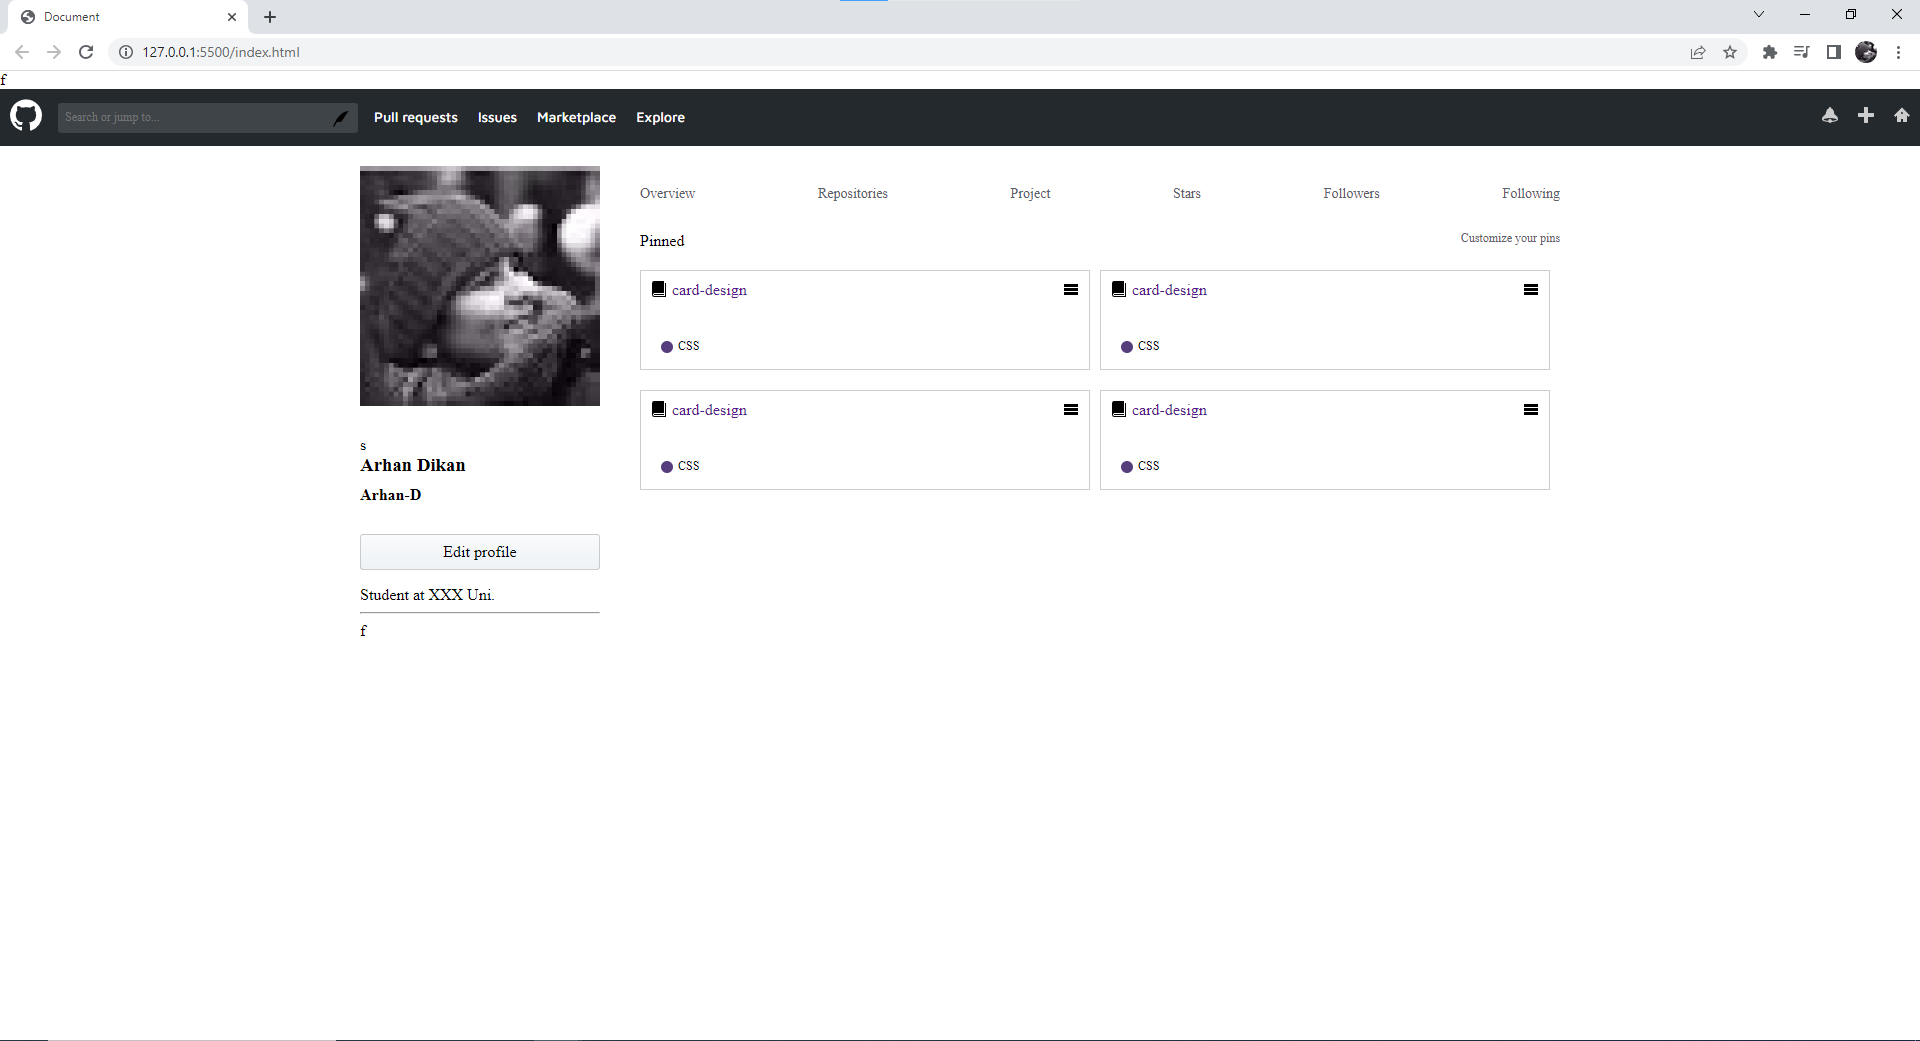 Document
127.0.0.1:5500/index.html
f
Search or jump to... Pull requests Issues Marketplace Explore
Overview Repositories Project Stars Followers Following
Pinned Customize your pins
card-design card-design
CSS CSS
card-design card-design
CSS CSS
s
Arhan Dikan
Arhan-D
Edit profile
Student at XXX Uni.
f